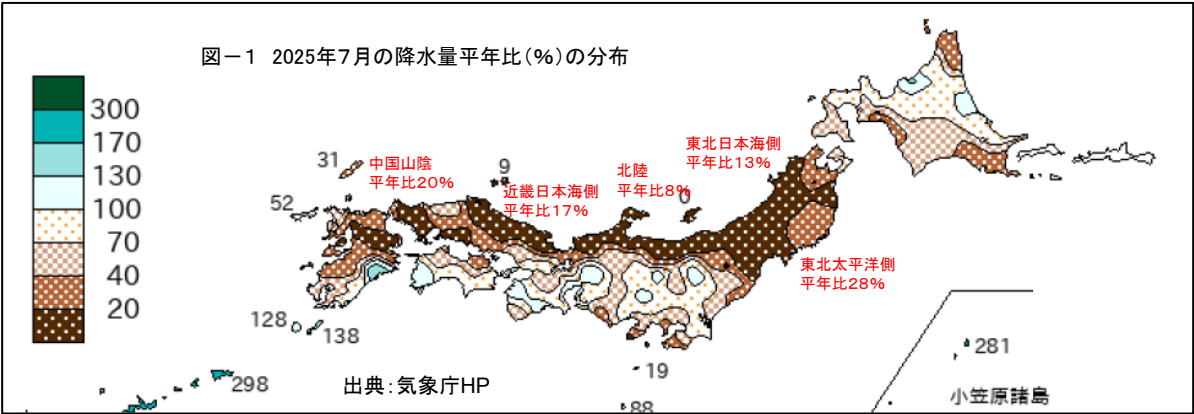 図－1 2025年7月の降水量平年比(%)の分布
300
170
130
100
70
40
20
31
中国山陰
平年比20%
52
9
近畿日本海側
平年比17%
北陸
平年比8%
0
東北日本海側
平年比13%
東北太平洋側
平年比28%
128
138
298
出典：気象庁HP
19
88
281
小笠原諸島